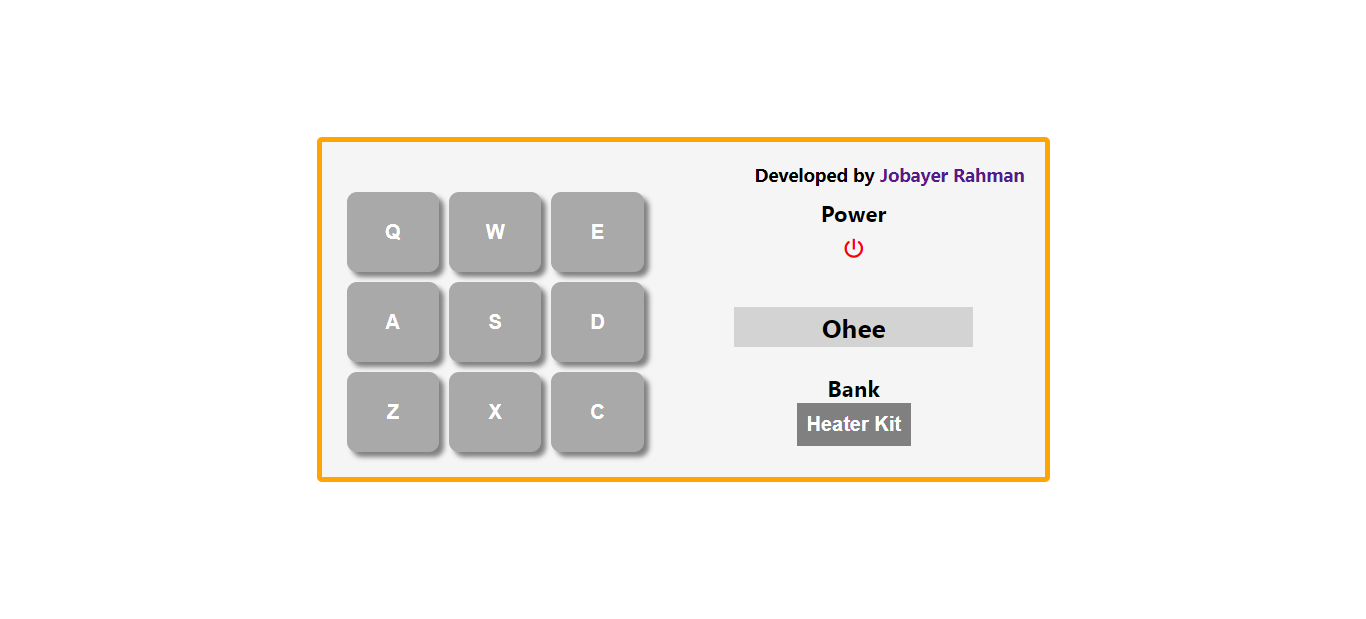 Developed by Jobayer Rahman
Q W E
A S D
Z X C
Power
Ohee
Bank
Heater Kit